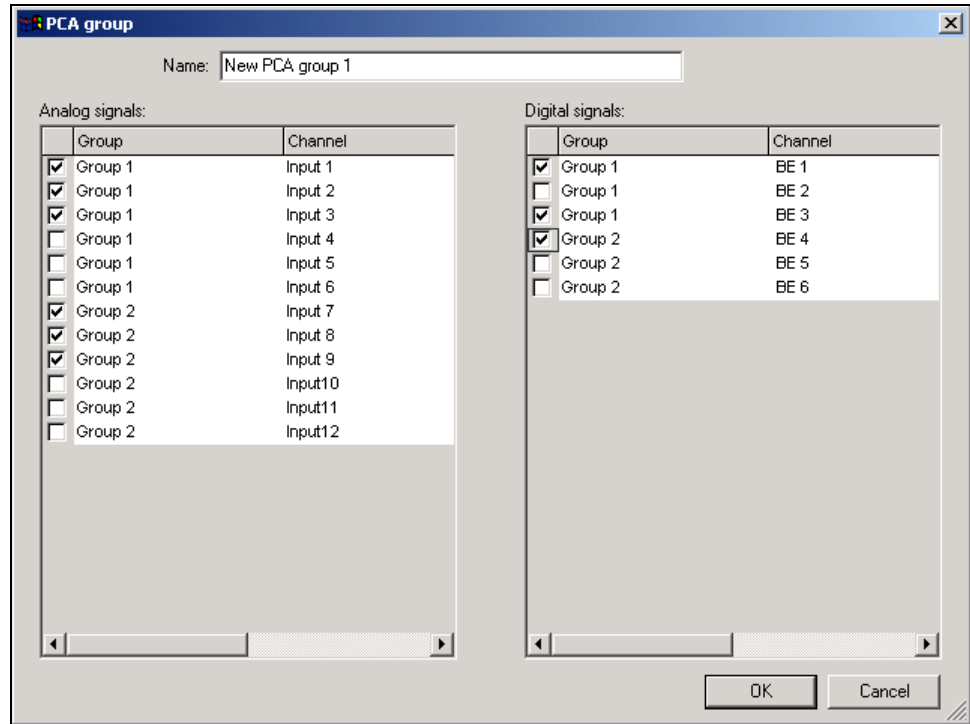 PCA group
Name: New PCA group 1
Analog signals:
Group Channel
Group 1 Input 1
Group 1 Input 2
Group 1 Input 3
Group 1 Input 4
Group 1 Input 5
Group 1 Input 6
Group 2 Input 7
Group 2 Input 8
Group 2 Input 9
Group 2 Input10
Group 2 Input11
Group 2 Input12
Digital signals:
Group Channel
Group 1 BE 1
Group 1 BE 2
Group 1 BE 3
Group 2 BE 4
Group 2 BE 5
Group 2 BE 6
OK Cancel